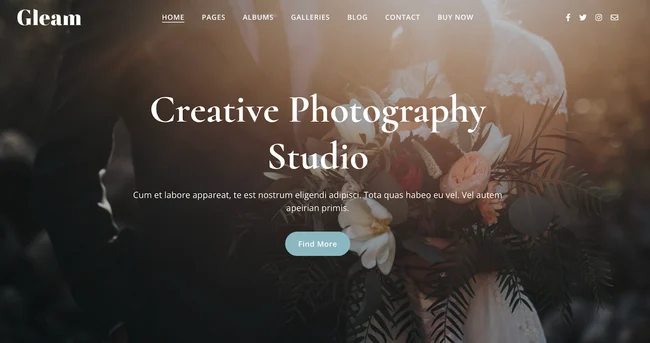 Gleam
HOME PAGES ALBUMS GALLERIES BLOG CONTACT BUY NOW
Creative Photography
Studio
Cum et labore appareat, te est nostrum eligendi adipisci. Tota quas habeo eu vel. Vel autem
apeirian primis.
Find More